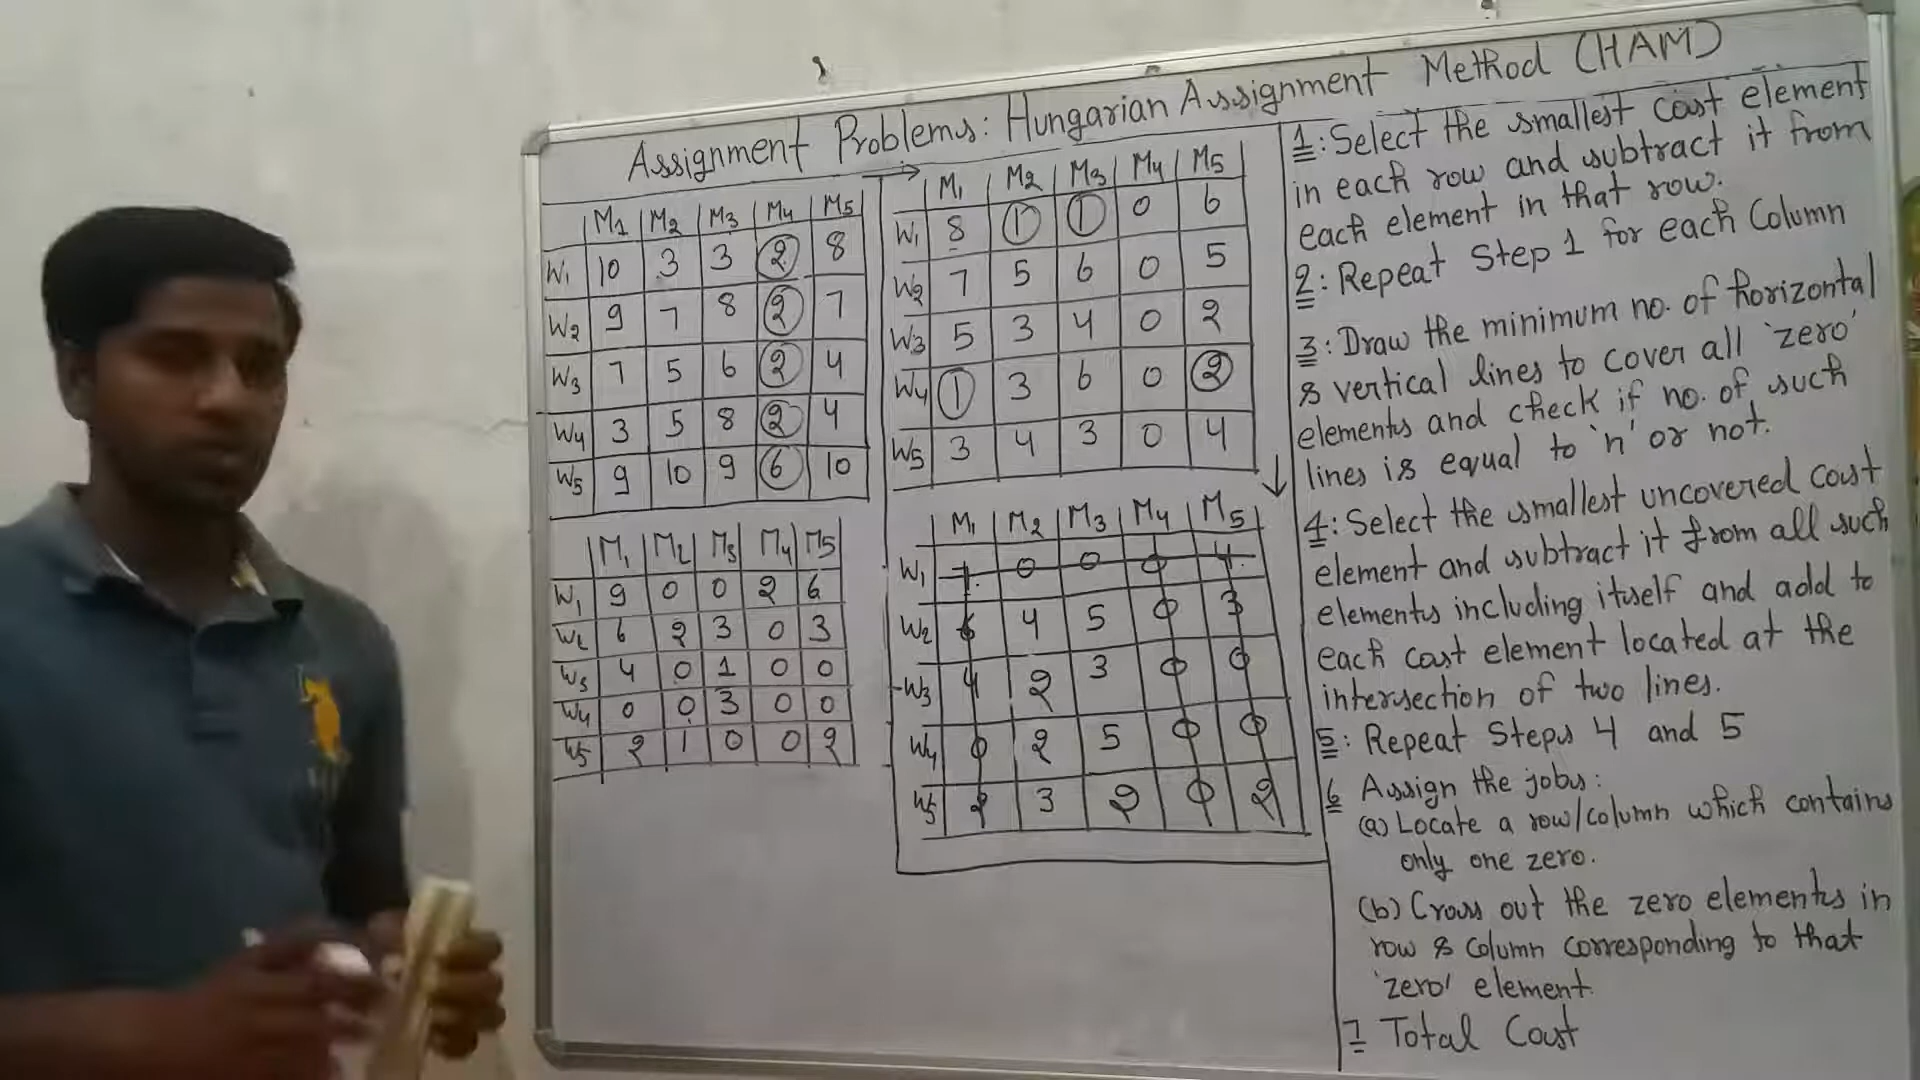 Assignment Problems: Hungarian Assignment Method (HAM)
M1 M2 M3 M4 M5
W1 10 3 3 2 8
W2 9 7 8 2 7
W3 7 5 6 2 4
W4 3 5 8 2 4
W5 9 10 9 6 10
M1 M2 M3 M4 M5
W1 9 0 0 2 6
W2 6 2 3 0 3
W3 4 0 1 0 0
W4 0 0 3 0 0
W5 2 1 0 0 2
M1 M2 M3 M4 M5
W1 8 1 1 0 6
W2 7 5 6 0 5
W3 5 3 4 0 2
W4 1 3 6 0 2
W5 3 4 3 0 4
M1 M2 M3 M4 M5
W1 7 0 0 0 4
W2 6 4 5 0 3
W3 4 2 3 0 0
W4 0 2 5 0 0
W5 2 3 2 0 2
1: Select the smallest cost element
in each row and subtract it from
each element in that row.
2: Repeat Step 1 for each Column
3: Draw the minimum no. of horizontal
& vertical lines to cover all 'zero'
elements and check if no. of such
lines is equal to 'n' or not.
4: Select the smallest uncovered cost
element and subtract it from all such
elements including itself and add to
each cost element located at the
intersection of two lines.
5: Repeat Steps 4 and 5
6 Assign the jobs:
(a) Locate a row/column which contains
only one zero.
(b) Cross out the zero elements in
row & column corresponding to that
'zero' element.
7 Total Cost